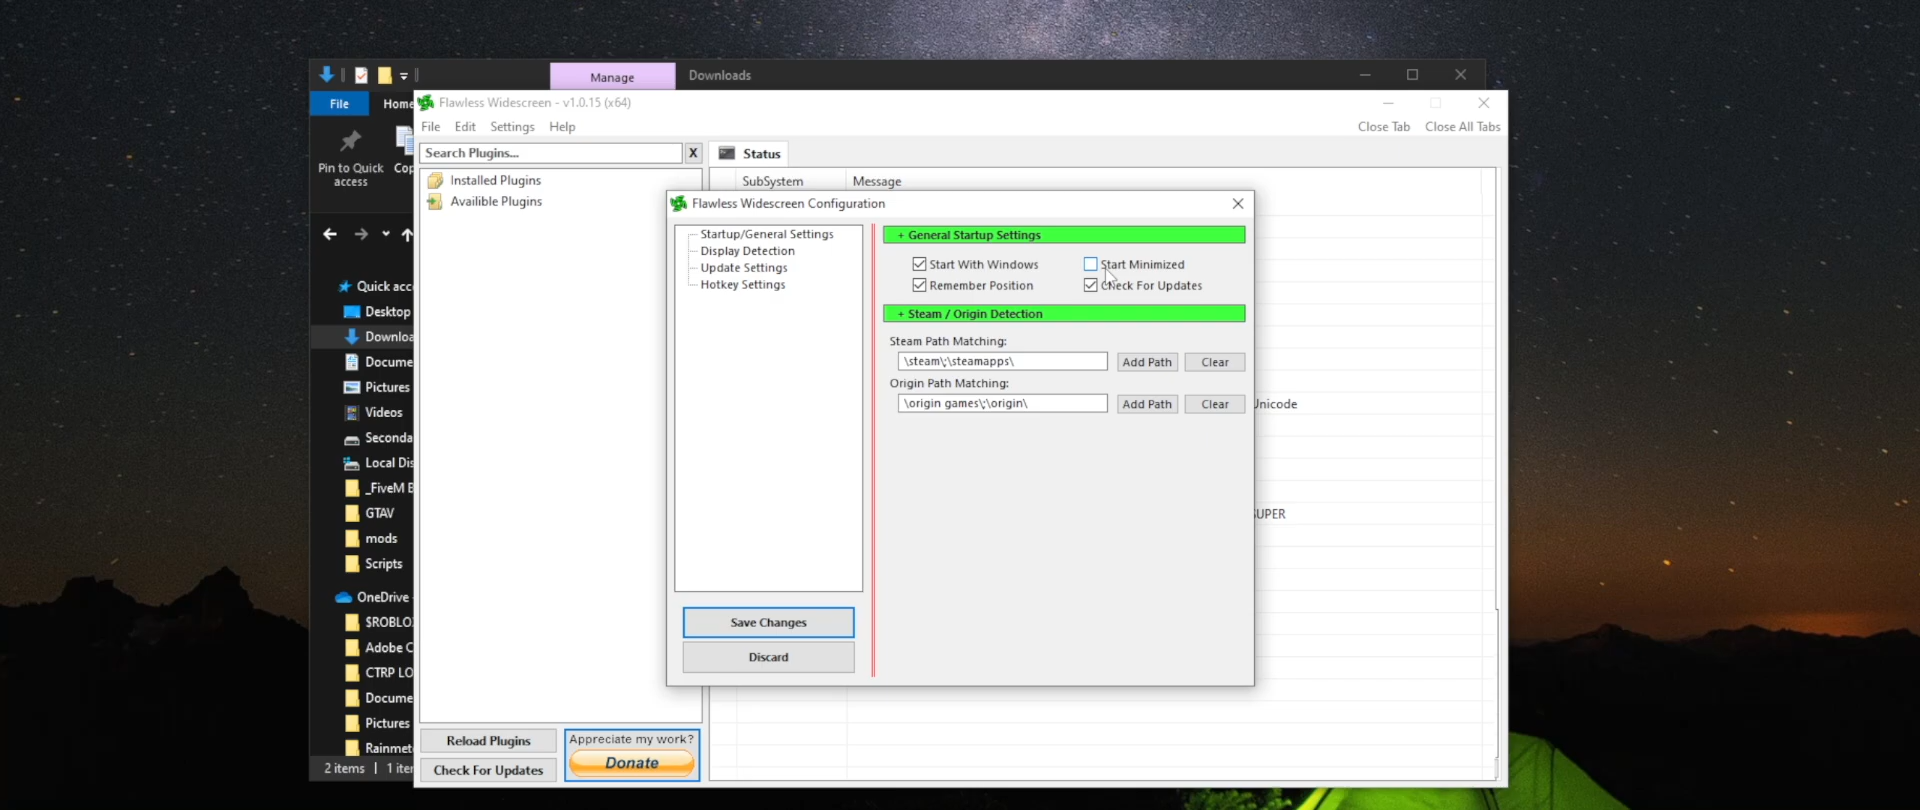 Manage
Downloads
File
Home
Pin to Quick
access
Flawless Widescreen - v1.0.15 (x64)
File Edit Settings Help
Close Tab Close All Tabs
Search Plugins...
X
Status
Installed Plugins
Availible Plugins
SubSystem
Message
Flawless Widescreen Configuration
Startup/General Settings
Display Detection
Update Settings
Hotkey Settings
+ General Startup Settings
Start With Windows
Start Minimized
Remember Position
Check For Updates
+ Steam / Origin Detection
Steam Path Matching:
\steam\;\steamapps\
Add Path
Clear
Origin Path Matching:
\origin games\;\origin\
Add Path
Clear
Save Changes
Discard
Unicode
SUPER
Quick acc
Desktop
Downloa
Docume
Pictures
Videos
Seconda
Local Dis
_FiveM B
GTAV
mods
Scripts
OneDrive
$ROBLO
Adobe C
CTRP LO
Docume
Pictures
Rainmet
2 items
1 iter
Reload Plugins
Check For Updates
Appreciate my work?
Donate